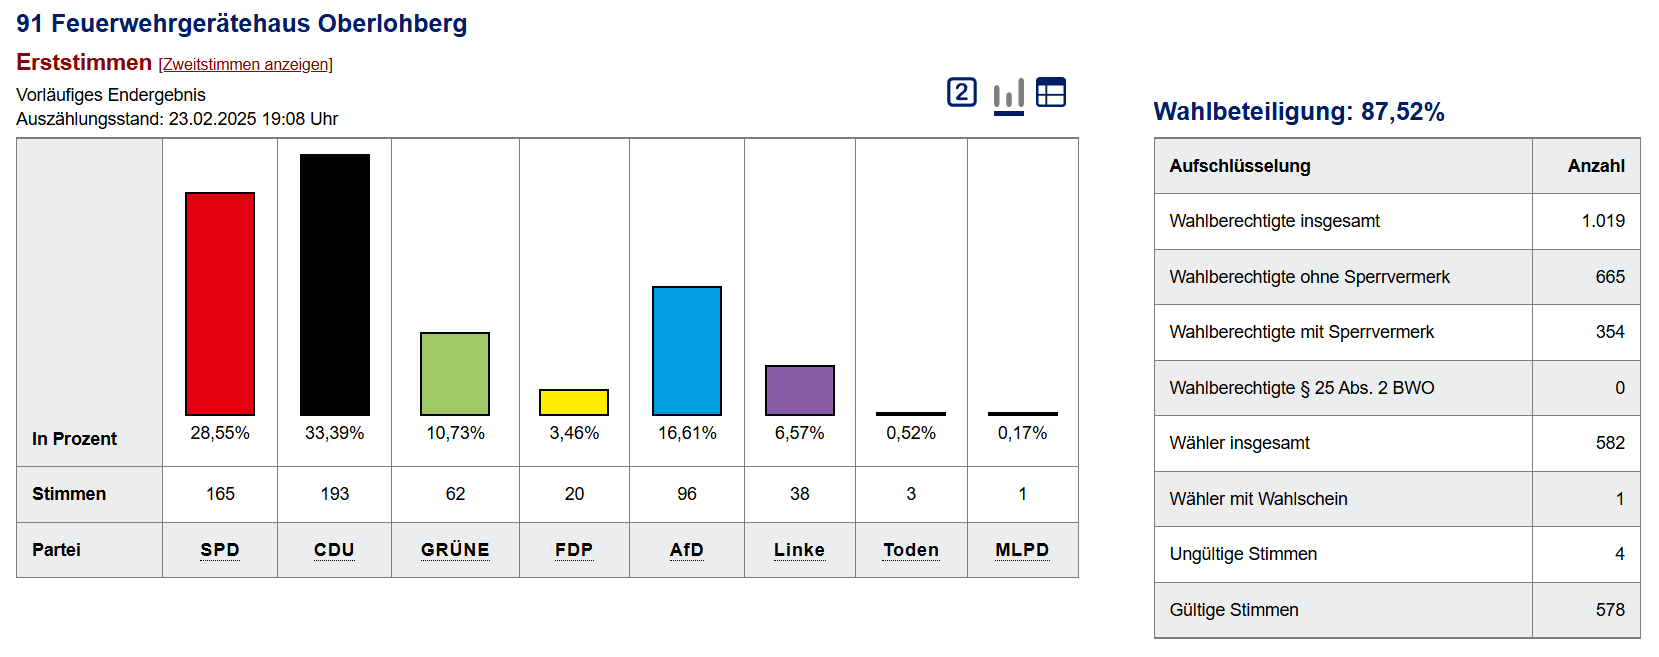 91 Feuerwehrgerätehaus Oberlohberg
Erststimmen [Zweitstimmen anzeigen]
Vorläufiges Endergebnis
Auszählungsstand: 23.02.2025 19:08 Uhr
2
In Prozent 28,55% 33,39% 10,73% 3,46% 16,61% 6,57% 0,52% 0,17%
Stimmen 165 193 62 20 96 38 3 1
Partei SPD CDU GRÜNE FDP AfD Linke Toden MLPD
Wahlbeteiligung: 87,52%
Aufschlüsselung Anzahl
Wahlberechtigte insgesamt 1.019
Wahlberechtigte ohne Sperrvermerk 665
Wahlberechtigte mit Sperrvermerk 354
Wahlberechtigte § 25 Abs. 2 BWO 0
Wähler insgesamt 582
Wähler mit Wahlschein 1
Ungültige Stimmen 4
Gültige Stimmen 578